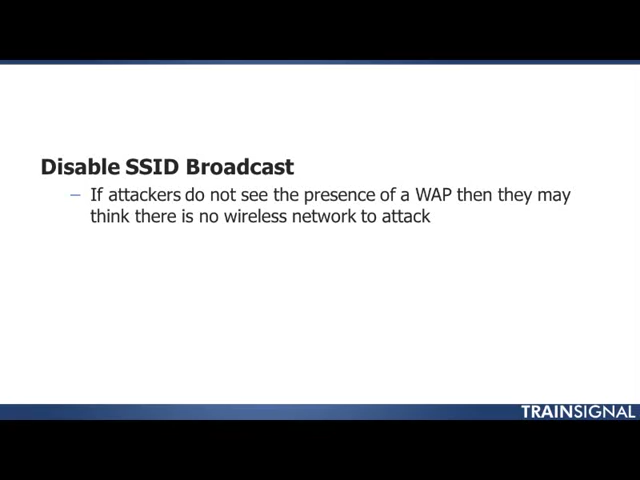 Disable SSID Broadcast
– If attackers do not see the presence of a WAP then they may
think there is no wireless network to attack
TRAINSIGNAL